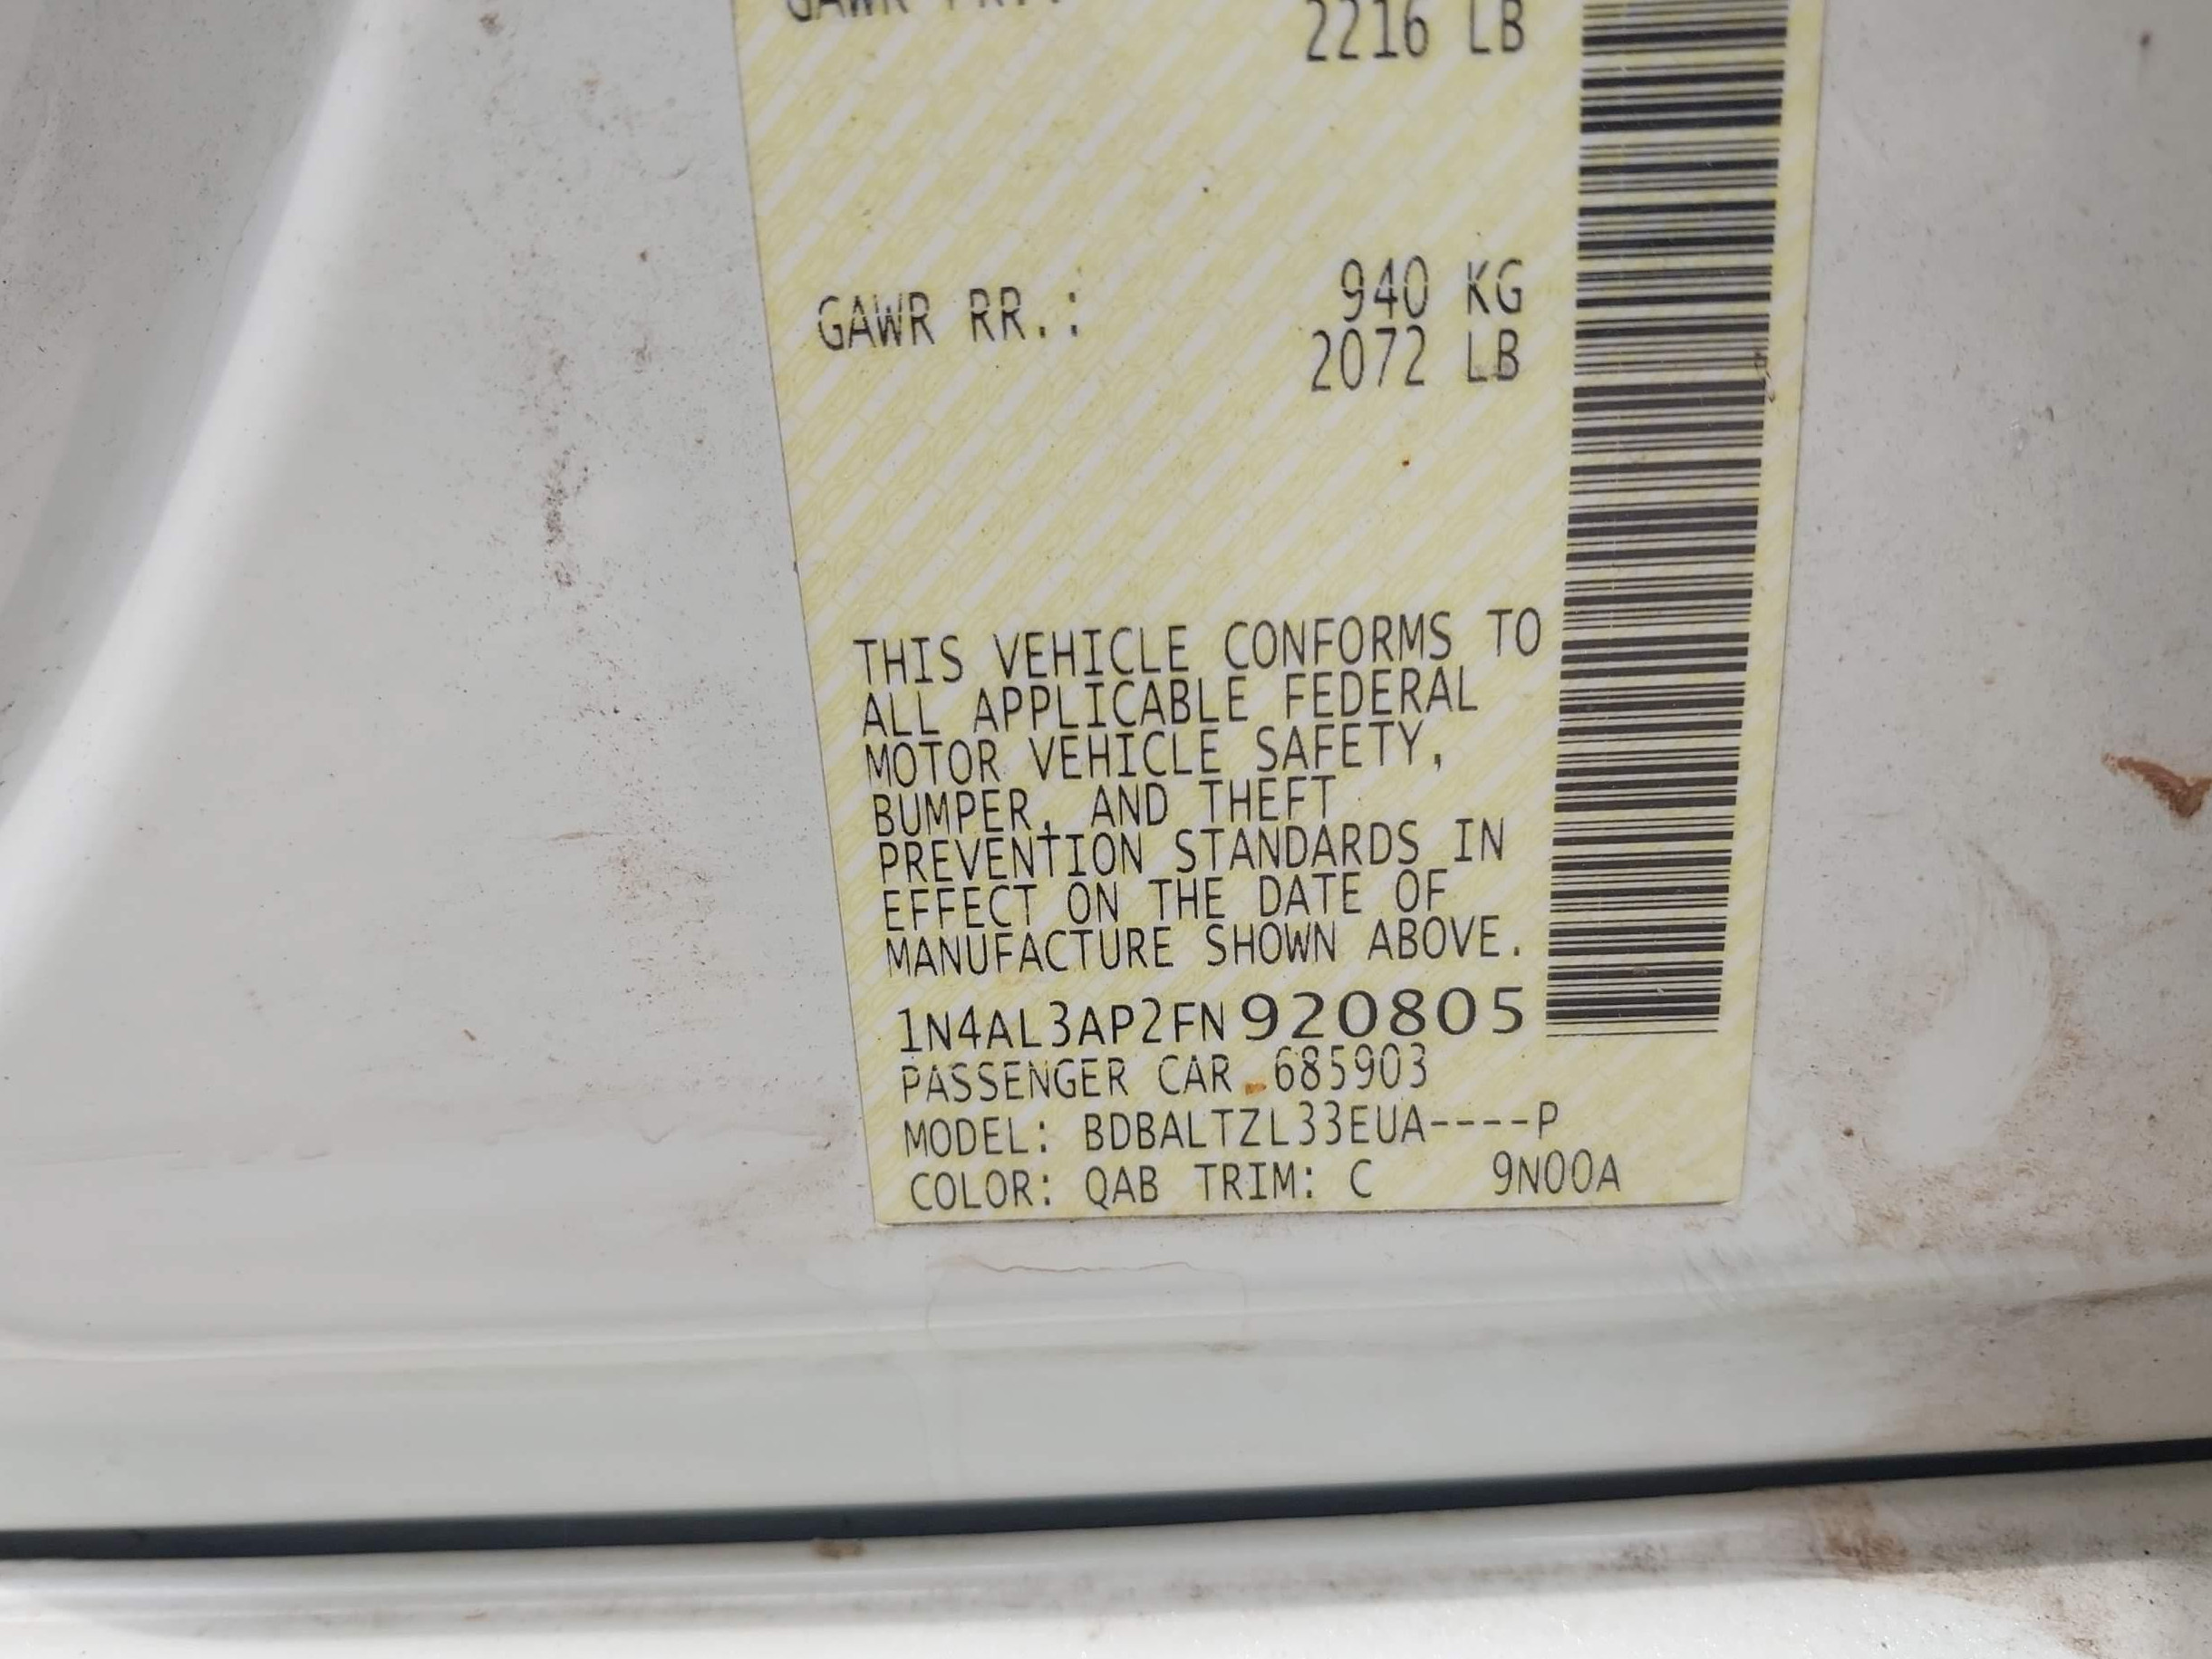 GAWR FRT.:
2216 LB
940 KG
GAWR RR.:
2072 LB
THIS VEHICLE CONFORMS TO
ALL APPLICABLE FEDERAL
MOTOR VEHICLE SAFETY,
BUMPER, AND THEFT
PREVENTION STANDARDS IN
EFFECT ON THE DATE OF
MANUFACTURE SHOWN ABOVE.
1N4AL3AP2FN920805
PASSENGER CAR 685903
MODEL: BDBALTZL33EUA----P
COLOR: QAB TRIM: C 9N00A